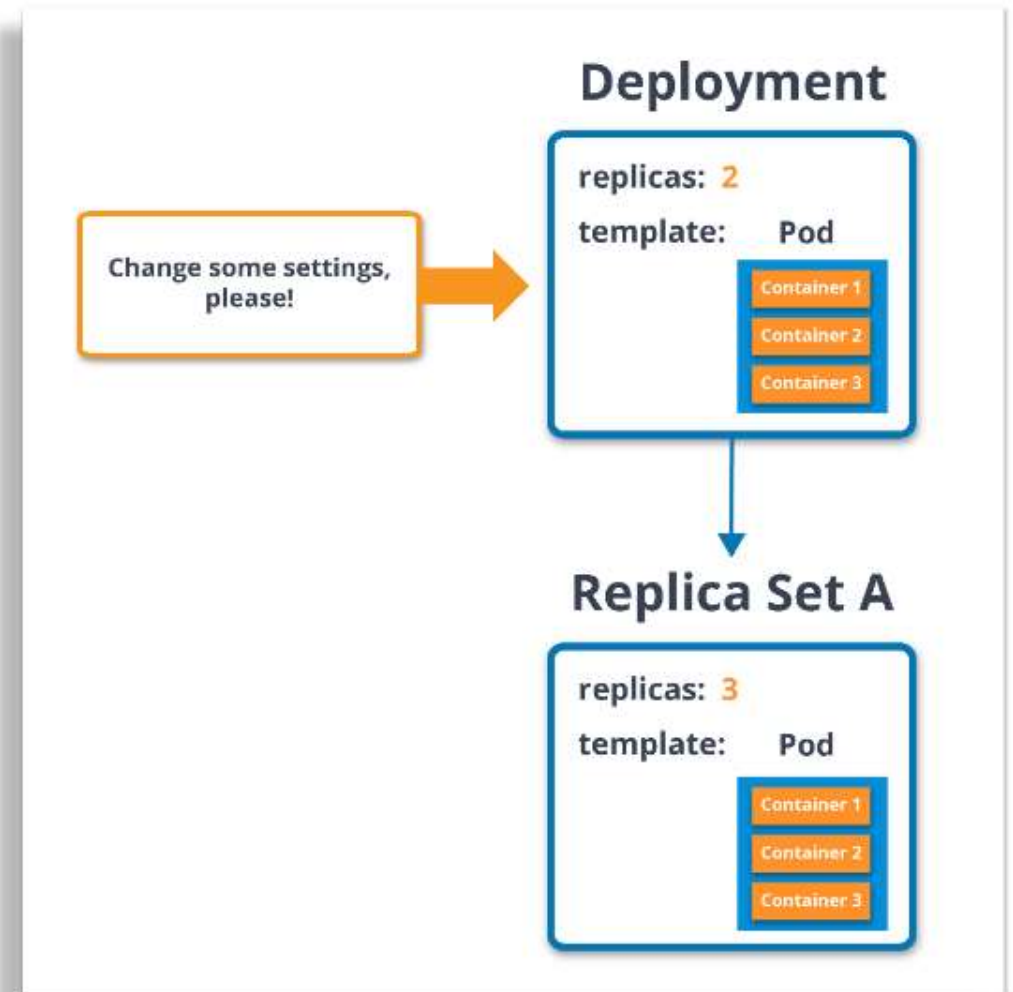 Deployment
replicas: 2
template: Pod
Container 1
Container 2
Container 3
Change some settings,
please!
Replica Set A
replicas: 3
template: Pod
Container 1
Container 2
Container 3